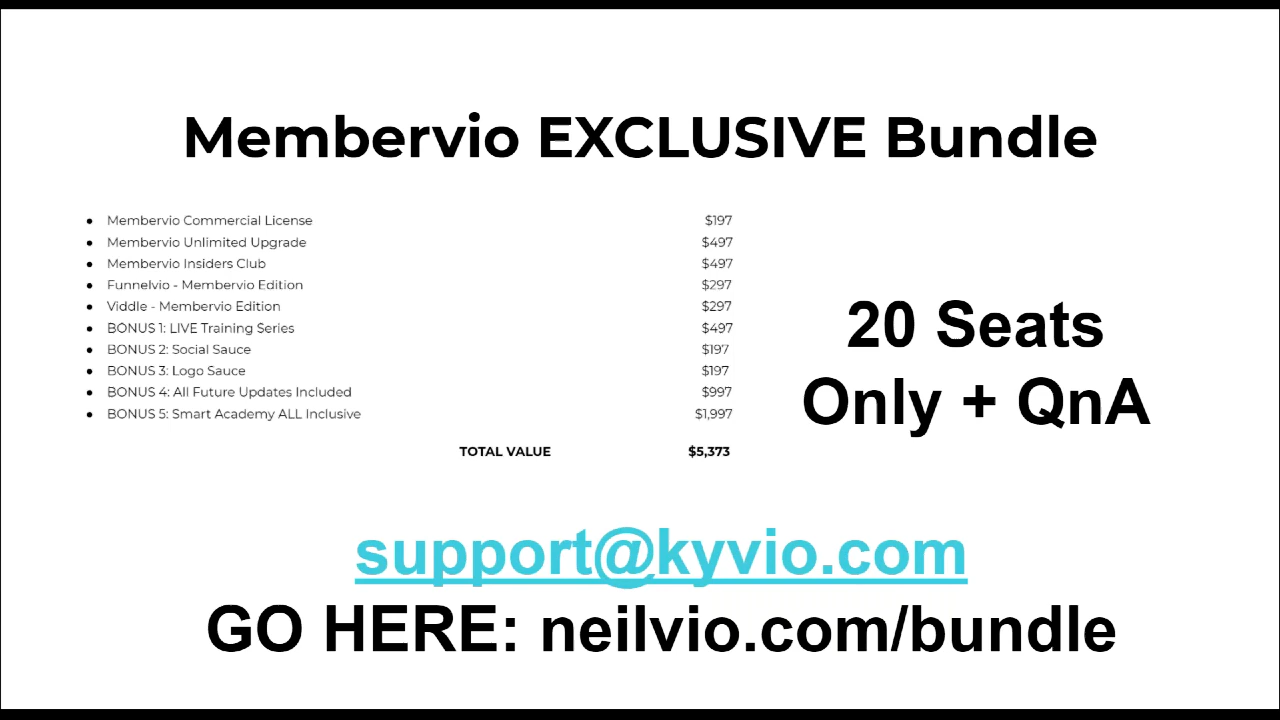 Membervio EXCLUSIVE Bundle
● Membervio Commercial License $197
● Membervio Unlimited Upgrade $497
● Membervio Insiders Club $497
● Funnelvio - Membervio Edition $297
● Viddle - Membervio Edition $297
● BONUS 1: LIVE Training Series $497
● BONUS 2: Social Sauce $197
● BONUS 3: Logo Sauce $197
● BONUS 4: All Future Updates Included $997
● BONUS 5: Smart Academy ALL Inclusive $1,997
TOTAL VALUE $5,373
20 Seats
Only + QnA
support@kyvio.com
GO HERE: neilvio.com/bundle